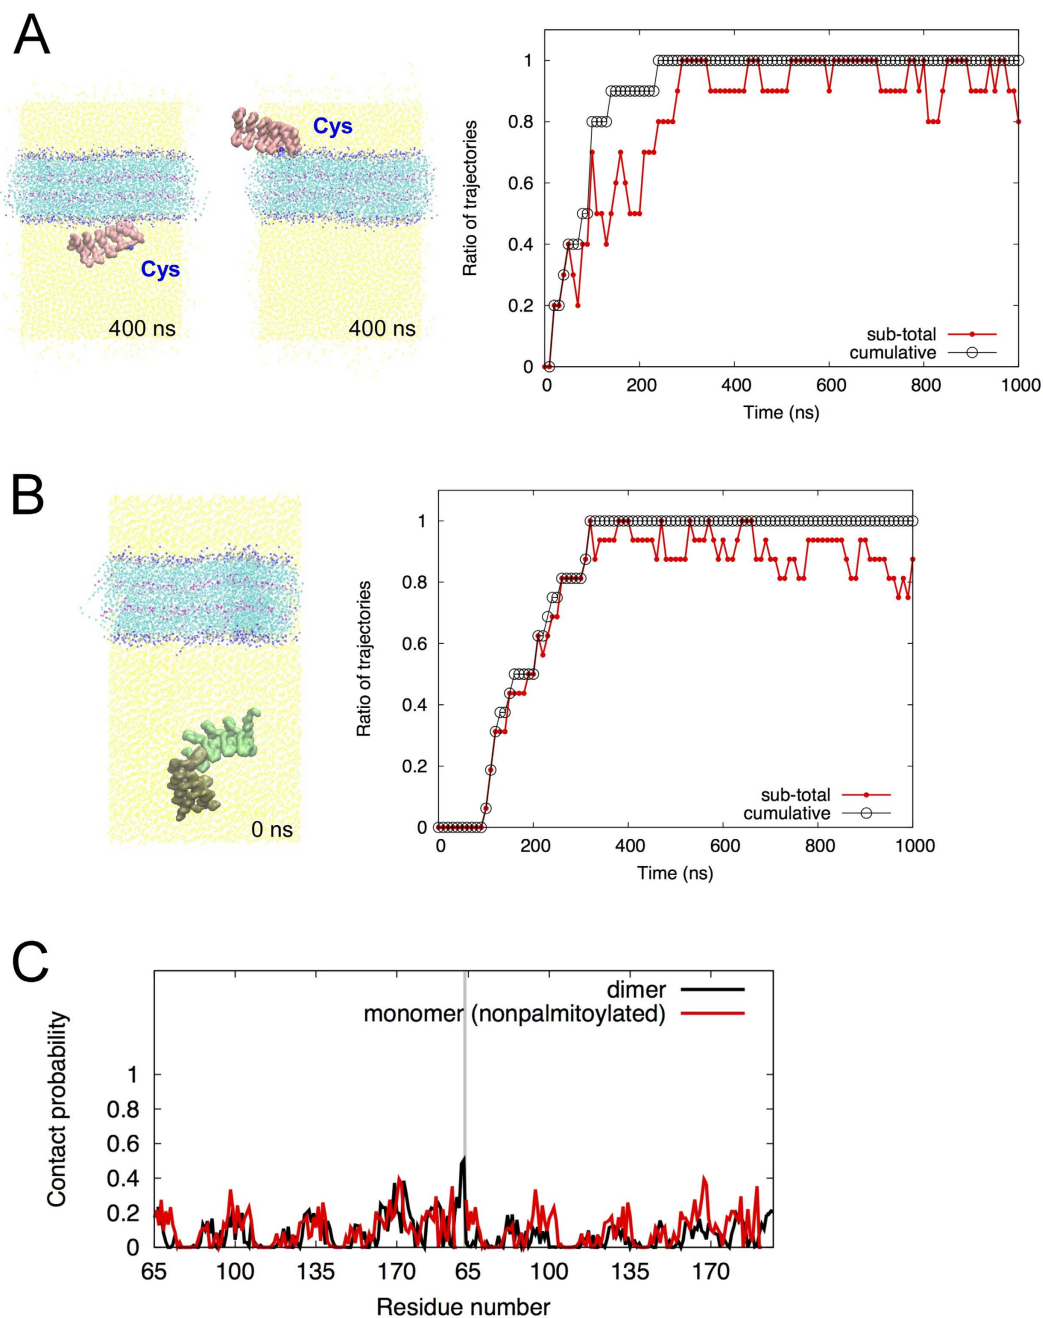 A
Cys
Cys
400 ns
400 ns
Ratio of trajectories
1
0.8
0.6
0.4
0.2
0
sub-total
cumulative
0 200 400 600 800 1000
Time (ns)
B
0 ns
Ratio of trajectories
1
0.8
0.6
0.4
0.2
0
sub-total
cumulative
0 200 400 600 800 1000
Time (ns)
C
dimer
monomer (nonpalmitoylated)
Contact probability
1
0.8
0.6
0.4
0.2
0
65 100 135 170 65 100 135 170
Residue number